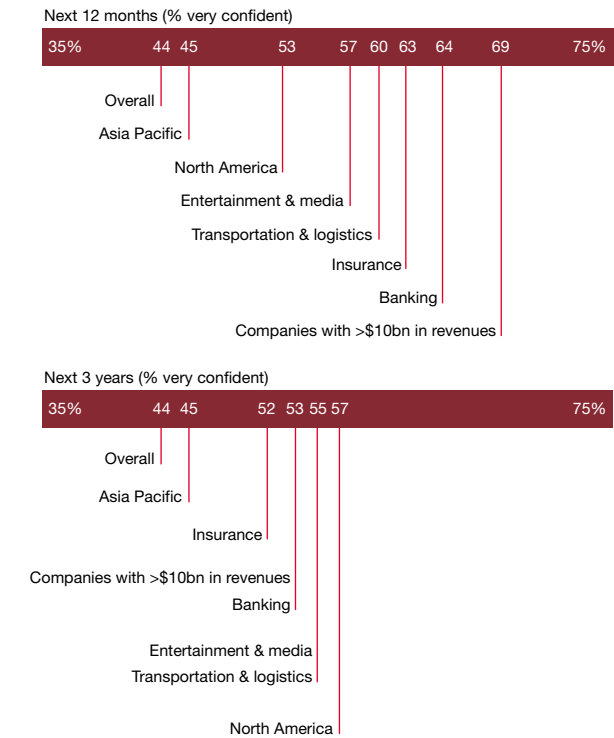 Next 12 months (% very confident)
35% 44 45 53 57 60 63 64 69 75%
Overall
Asia Pacific
North America
Entertainment & media
Transportation & logistics
Insurance
Banking
Companies with >$10bn in revenues
Next 3 years (% very confident)
35% 44 45 52 53 55 57 75%
Overall
Asia Pacific
Insurance
Companies with >$10bn in revenues
Banking
Entertainment & media
Transportation & logistics
North America